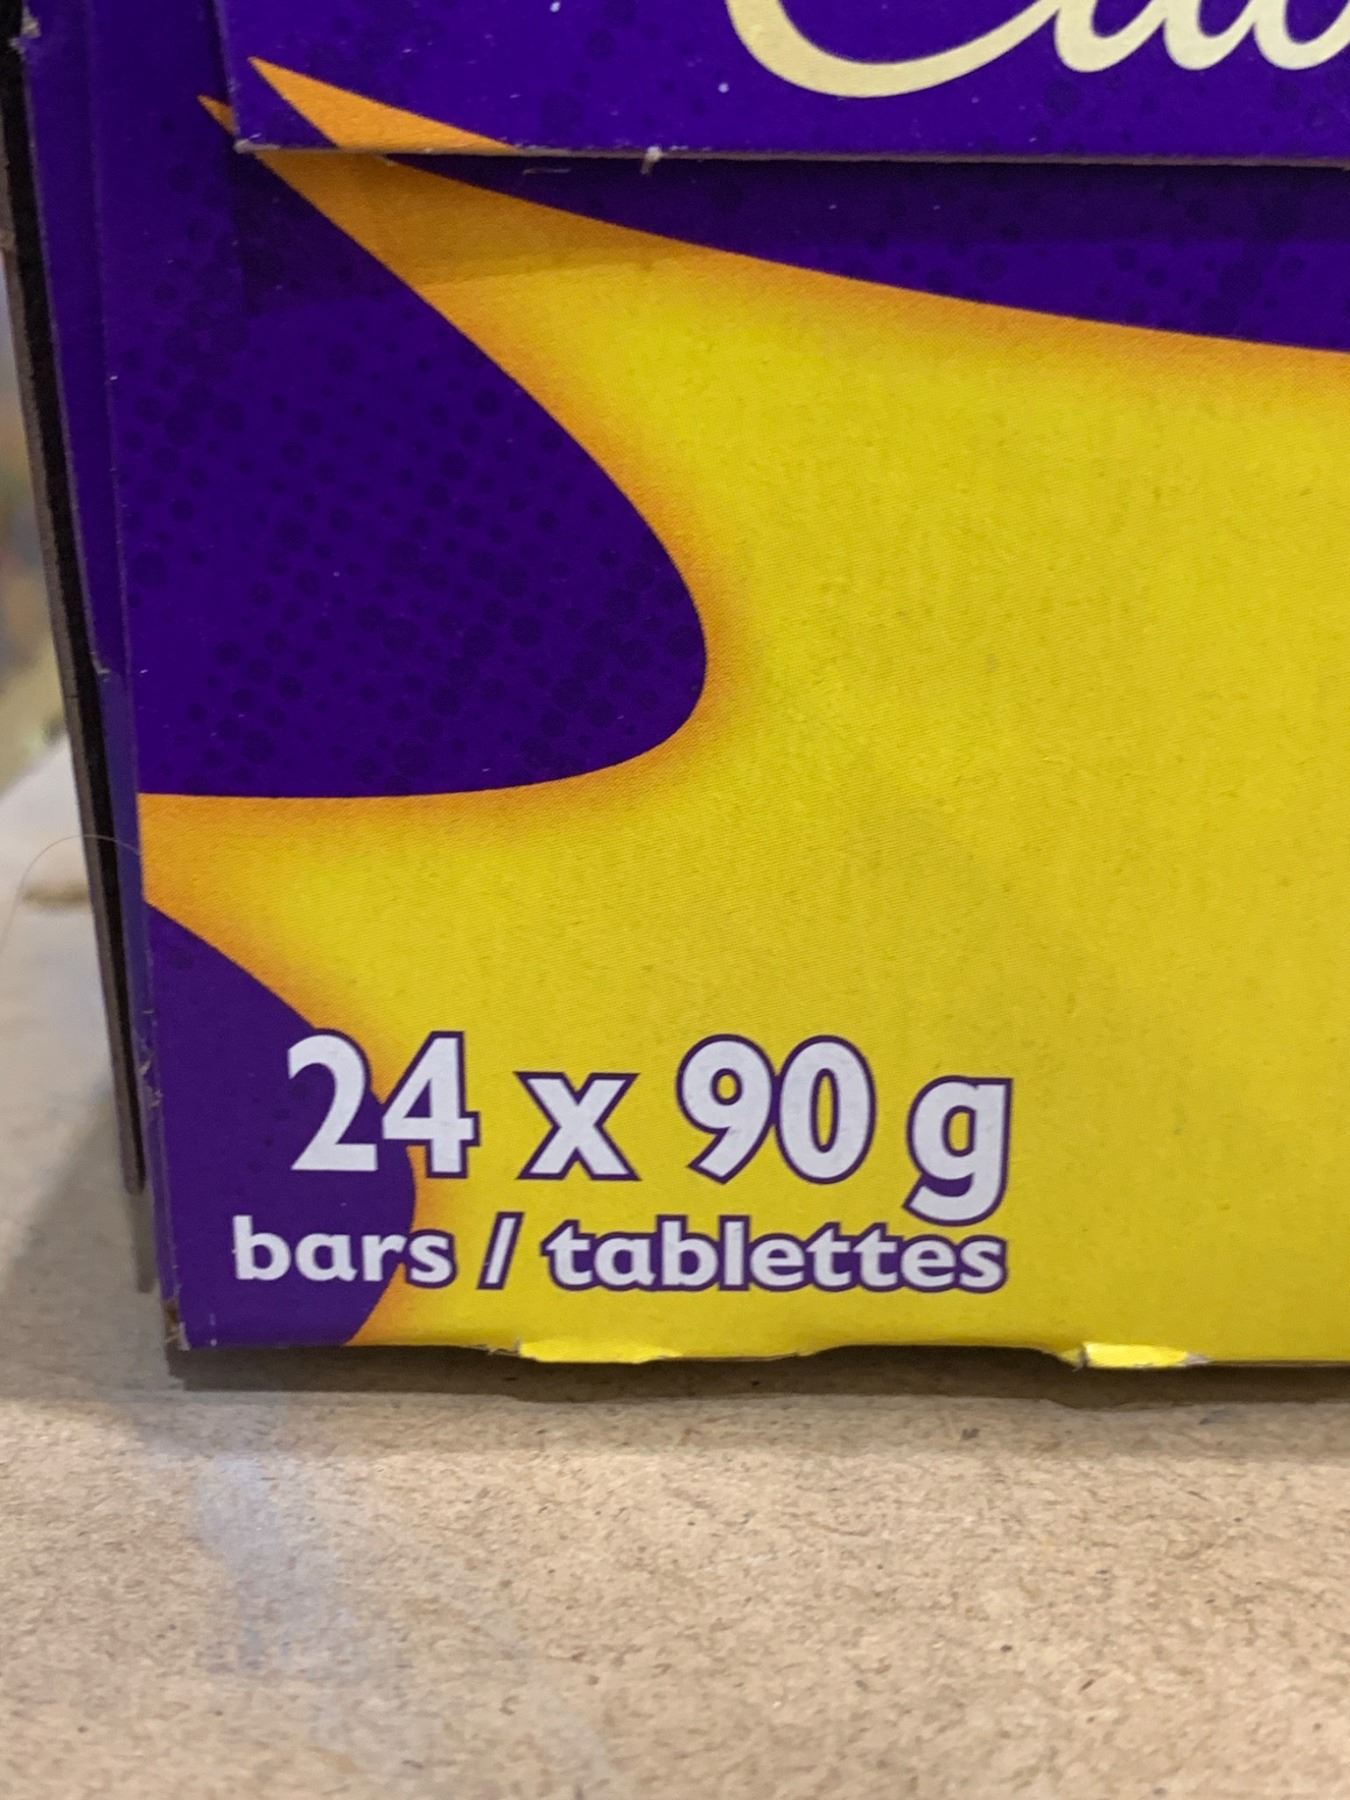 24 x 90 g
bars / tablettes